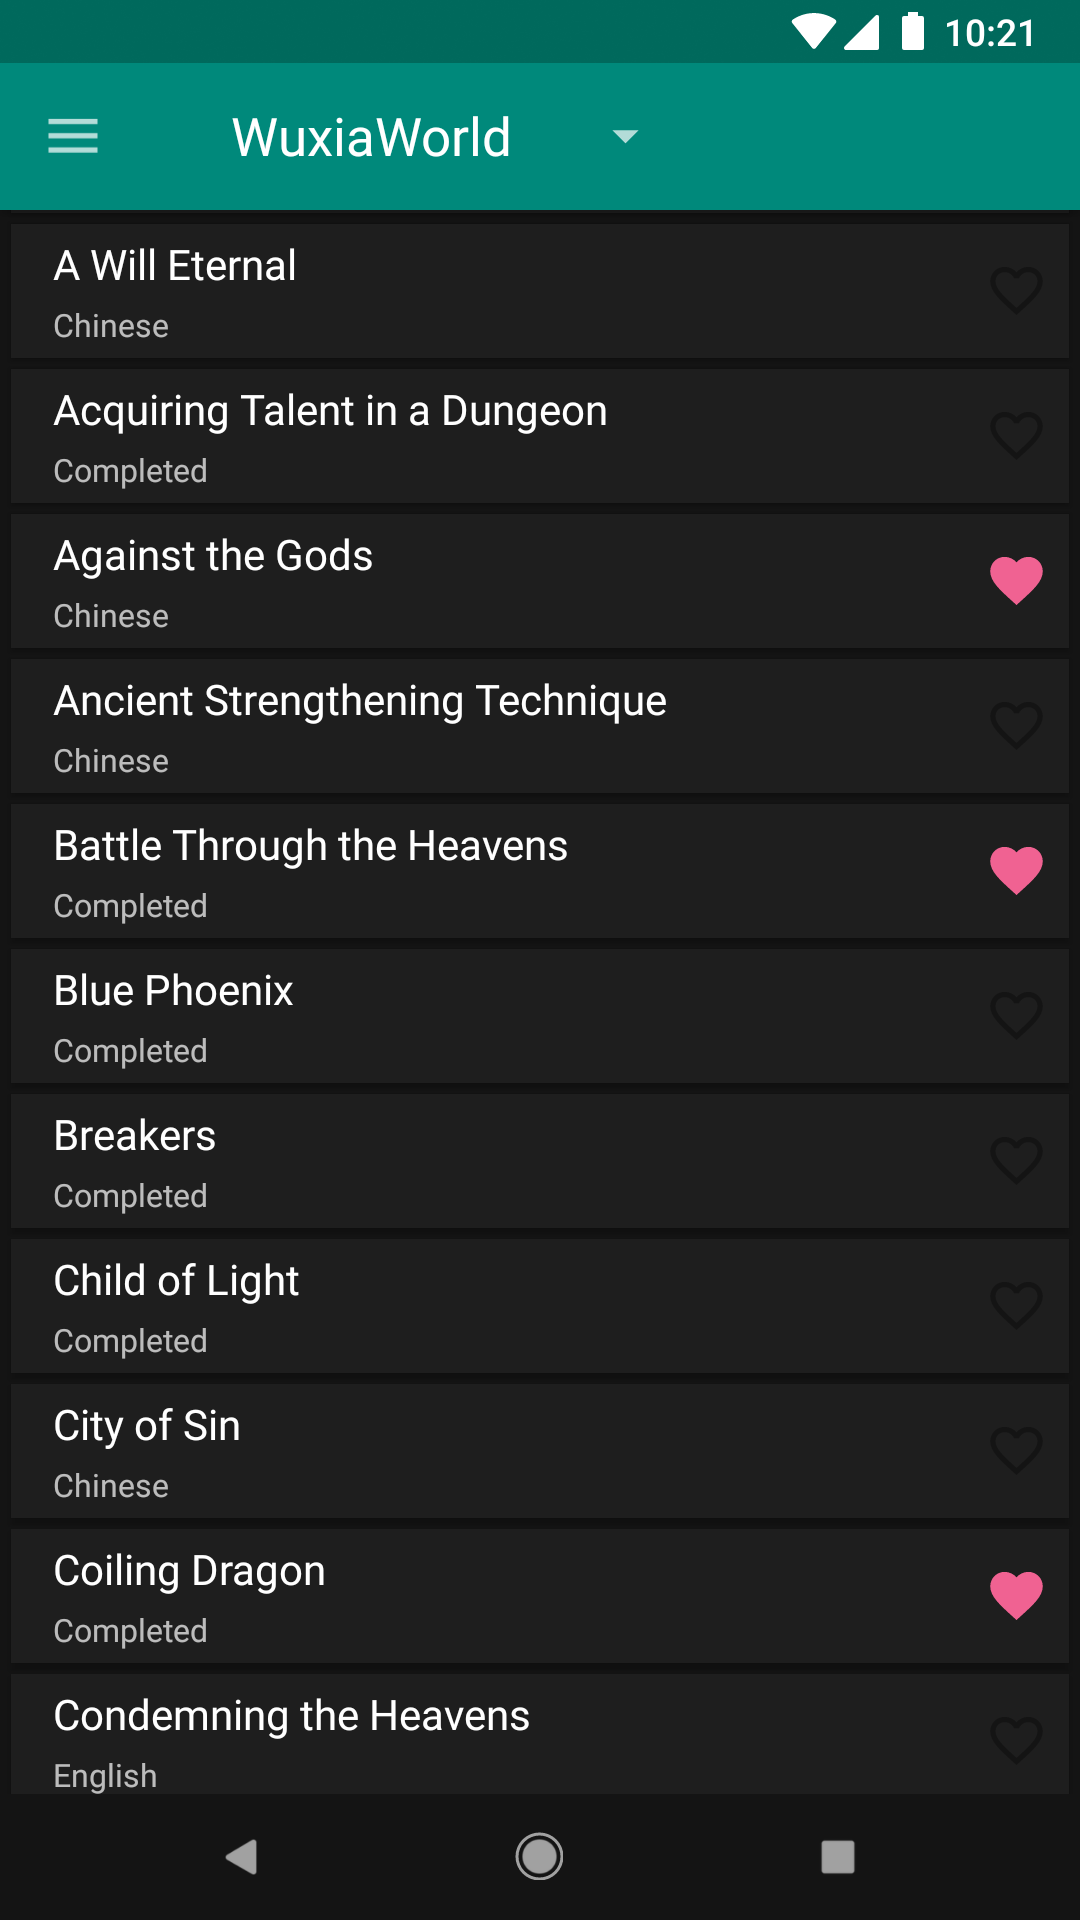 10:21
WuxiaWorld
A Will Eternal
Chinese
Acquiring Talent in a Dungeon
Completed
Against the Gods
Chinese
Ancient Strengthening Technique
Chinese
Battle Through the Heavens
Completed
Blue Phoenix
Completed
Breakers
Completed
Child of Light
Completed
City of Sin
Chinese
Coiling Dragon
Completed
Condemning the Heavens
English